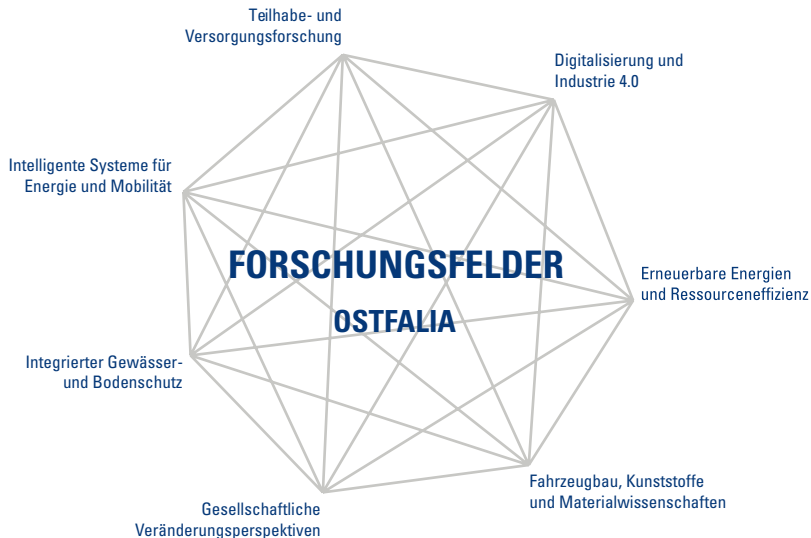 Teilhabe- und
Versorgungsforschung
Digitalisierung und
Industrie 4.0
Intelligente Systeme für
Energie und Mobilität
FORSCHUNGSFELDER
OSTFALIA
Erneuerbare Energien
und Ressourceneffizienz
Integrierter Gewässer-
und Bodenschutz
Fahrzeugbau, Kunststoffe
und Materialwissenschaften
Gesellschaftliche
Veränderungsperspektiven